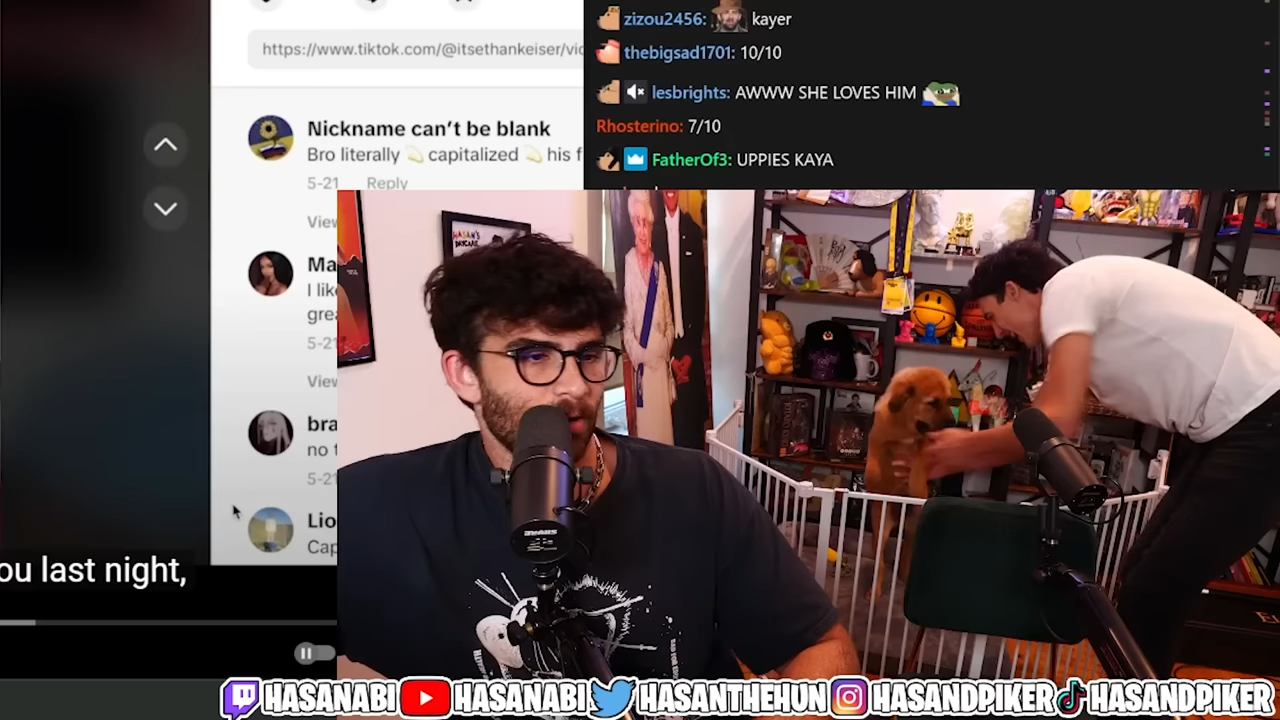 https://www.tiktok.com/@itsethankeiser/vid
Nickname can't be blank
Bro literally 💫 capitalized 💫 his f
5-21 Reply
View
Ma
I lik
grea
5-21
View
bra
no t
5-21
Lio
Cap
ou last night,
zizou2456: kayer
thebigsad1701: 10/10
lesbrights: AWWW SHE LOVES HIM
Rhosterino: 7/10
FatherOf3: UPPIES KAYA
HASAN'S
DAYCARE
HASANABI HASANABI HASANTHEHUN HASANDPIKER HASANDPIKER